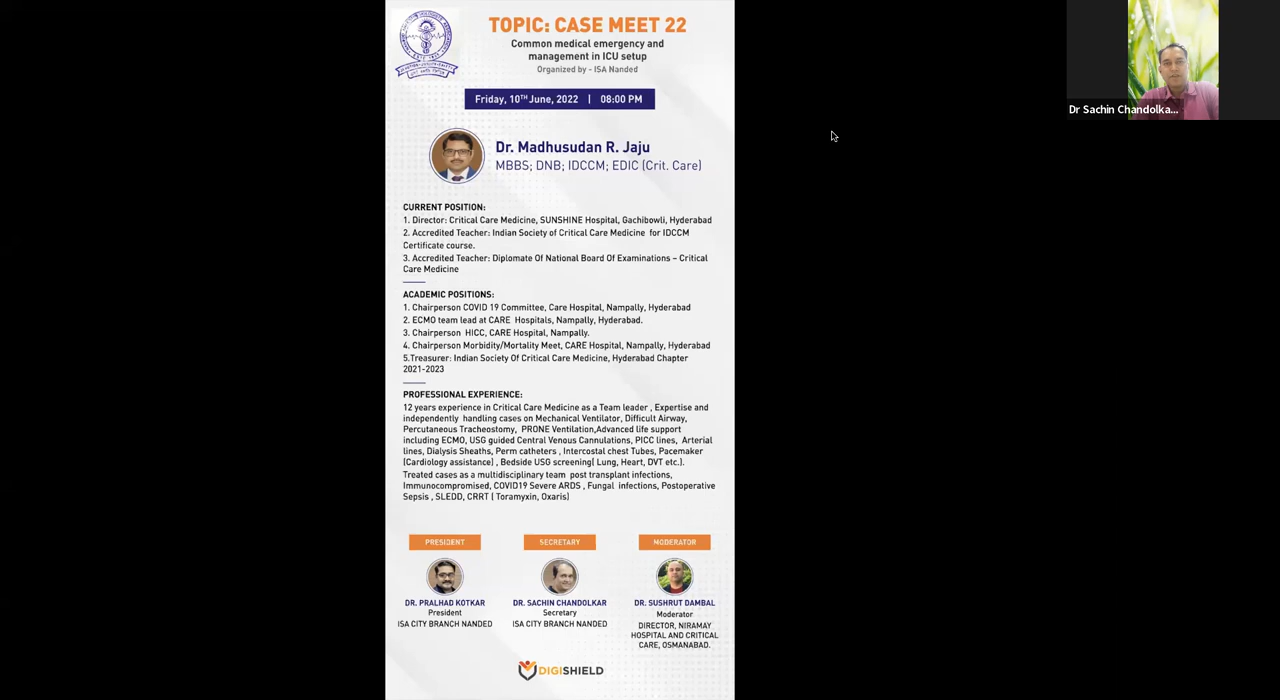 TOPIC: CASE MEET 22
Common medical emergency and
management in ICU setup
Organized by - ISA Nanded
Friday, 10TH June, 2022 | 08:00 PM
Dr. Madhusudan R. Jaju
MBBS; DNB; IDCCM; EDIC (Crit. Care)
CURRENT POSITION:
1. Director: Critical Care Medicine, SUNSHINE Hospital, Gachibowli, Hyderabad
2. Accredited Teacher: Indian Society of Critical Care Medicine for IDCCM
Certificate course.
3. Accredited Teacher: Diplomate Of National Board Of Examinations – Critical
Care Medicine
ACADEMIC POSITIONS:
1. Chairperson COVID 19 Committee, Care Hospital, Nampally, Hyderabad
2. ECMO team lead at CARE Hospitals, Nampally, Hyderabad.
3. Chairperson HICC, CARE Hospital, Nampally.
4. Chairperson Morbidity/Mortality Meet, CARE Hospital, Nampally, Hyderabad
5.Treasurer: Indian Society Of Critical Care Medicine, Hyderabad Chapter
2021-2023
PROFESSIONAL EXPERIENCE:
12 years experience in Critical Care Medicine as a Team leader , Expertise and
independently handling cases on Mechanical Ventilator, Difficult Airway,
Percutaneous Tracheostomy, PRONE Ventilation,Advanced life support
including ECMO, USG guided Central Venous Cannulations, PICC lines, Arterial
lines, Dialysis Sheaths, Perm catheters , Intercostal chest Tubes, Pacemaker
(Cardiology assistance) , Bedside USG screening( Lung, Heart, DVT etc.).
Treated cases as a multidisciplinary team post transplant infections,
Immunocompromised, COVID19 Severe ARDS , Fungal infections, Postoperative
Sepsis , SLEDD, CRRT ( Toramyxin, Oxaris)
PRESIDENT
DR. PRALHAD KOTKAR
President
ISA CITY BRANCH NANDED
SECRETARY
DR. SACHIN CHANDOLKAR
Secretary
ISA CITY BRANCH NANDED
MODERATOR
DR. SUSHRUT DAMBAL
Moderator
DIRECTOR, NIRAMAY
HOSPITAL AND CRITICAL
CARE, OSMANABAD.
DIGISHIELD
Dr Sachin Chandolka...